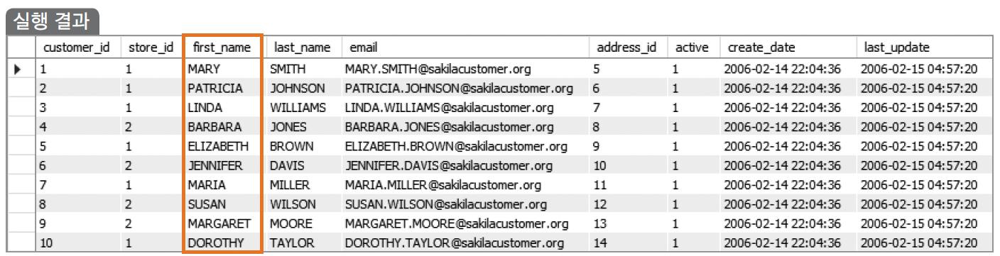 실행 결과
customer_id store_id first_name last_name email address_id active create_date last_update
1 1 MARY SMITH MARY.SMITH@sakilacustomer.org 5 1 2006-02-14 22:04:36 2006-02-15 04:57:20
2 1 PATRICIA JOHNSON PATRICIA.JOHNSON@sakilacustomer.org 6 1 2006-02-14 22:04:36 2006-02-15 04:57:20
3 1 LINDA WILLIAMS LINDA.WILLIAMS@sakilacustomer.org 7 1 2006-02-14 22:04:36 2006-02-15 04:57:20
4 2 BARBARA JONES BARBARA.JONES@sakilacustomer.org 8 1 2006-02-14 22:04:36 2006-02-15 04:57:20
5 1 ELIZABETH BROWN ELIZABETH.BROWN@sakilacustomer.org 9 1 2006-02-14 22:04:36 2006-02-15 04:57:20
6 2 JENNIFER DAVIS JENNIFER.DAVIS@sakilacustomer.org 10 1 2006-02-14 22:04:36 2006-02-15 04:57:20
7 1 MARIA MILLER MARIA.MILLER@sakilacustomer.org 11 1 2006-02-14 22:04:36 2006-02-15 04:57:20
8 2 SUSAN WILSON SUSAN.WILSON@sakilacustomer.org 12 1 2006-02-14 22:04:36 2006-02-15 04:57:20
9 2 MARGARET MOORE MARGARET.MOORE@sakilacustomer.org 13 1 2006-02-14 22:04:36 2006-02-15 04:57:20
10 1 DOROTHY TAYLOR DOROTHY.TAYLOR@sakilacustomer.org 14 1 2006-02-14 22:04:36 2006-02-15 04:57:20